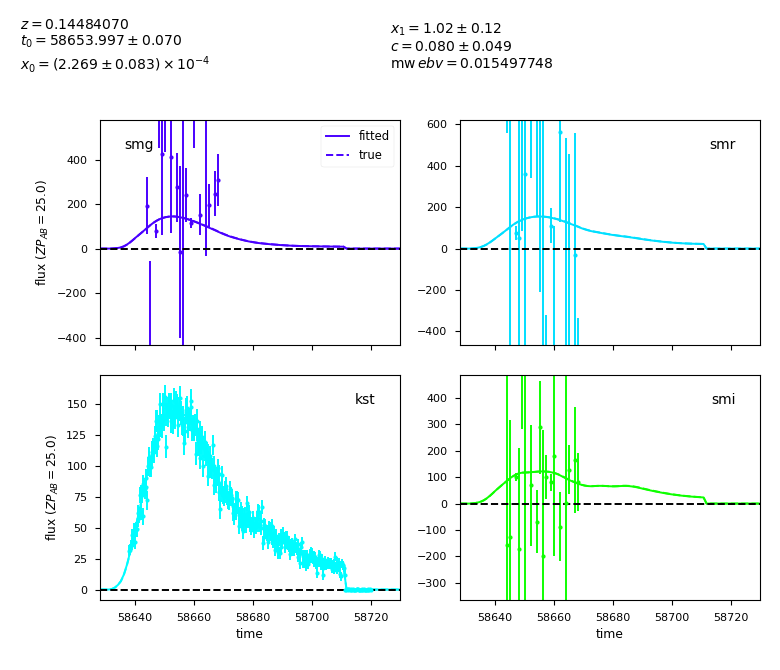 z = 0.14484070
t₀ = 58653.997 ± 0.070
x₀ = (2.269 ± 0.083) × 10⁻⁴
x₁ = 1.02 ± 0.12
c = 0.080 ± 0.049
mw ebv = 0.015497748
smg
fitted
true
400
200
0
−200
−400
flux (ZP_AB = 25.0)
smr
600
400
200
0
−200
−400
kst
150
125
100
75
50
25
0
flux (ZP_AB = 25.0)
58640 58660 58680 58700 58720
time
smi
400
300
200
100
0
−100
−200
−300
58640 58660 58680 58700 58720
time